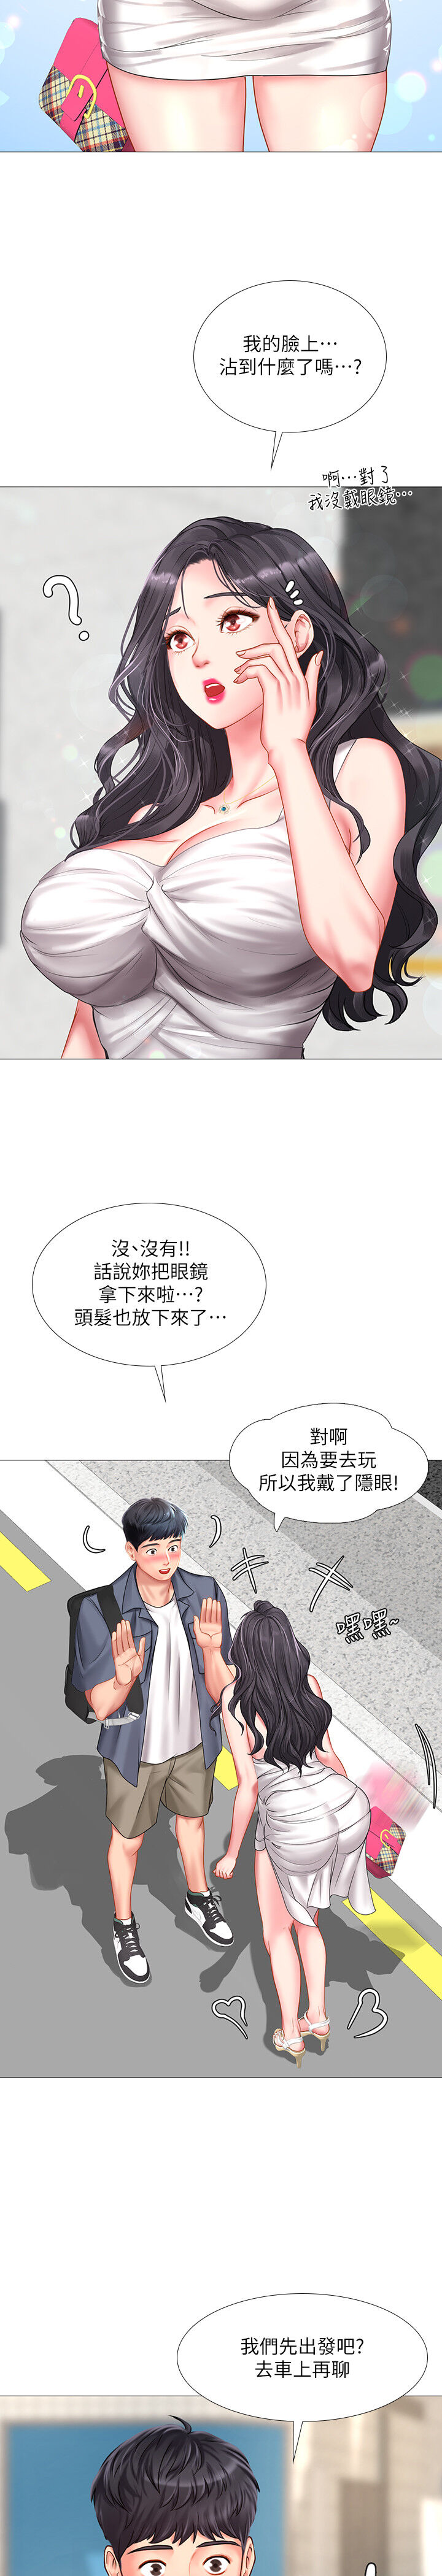 我的臉上…
沾到什麼了嗎…?
啊…對了
我沒戴眼鏡…
沒、沒有!!
話說妳把眼鏡
拿下來啦…?
頭髮也放下來了…
對啊
因為要去玩
所以我戴了隱眼!
嘿嘿~
我們先出發吧?
去車上再聊